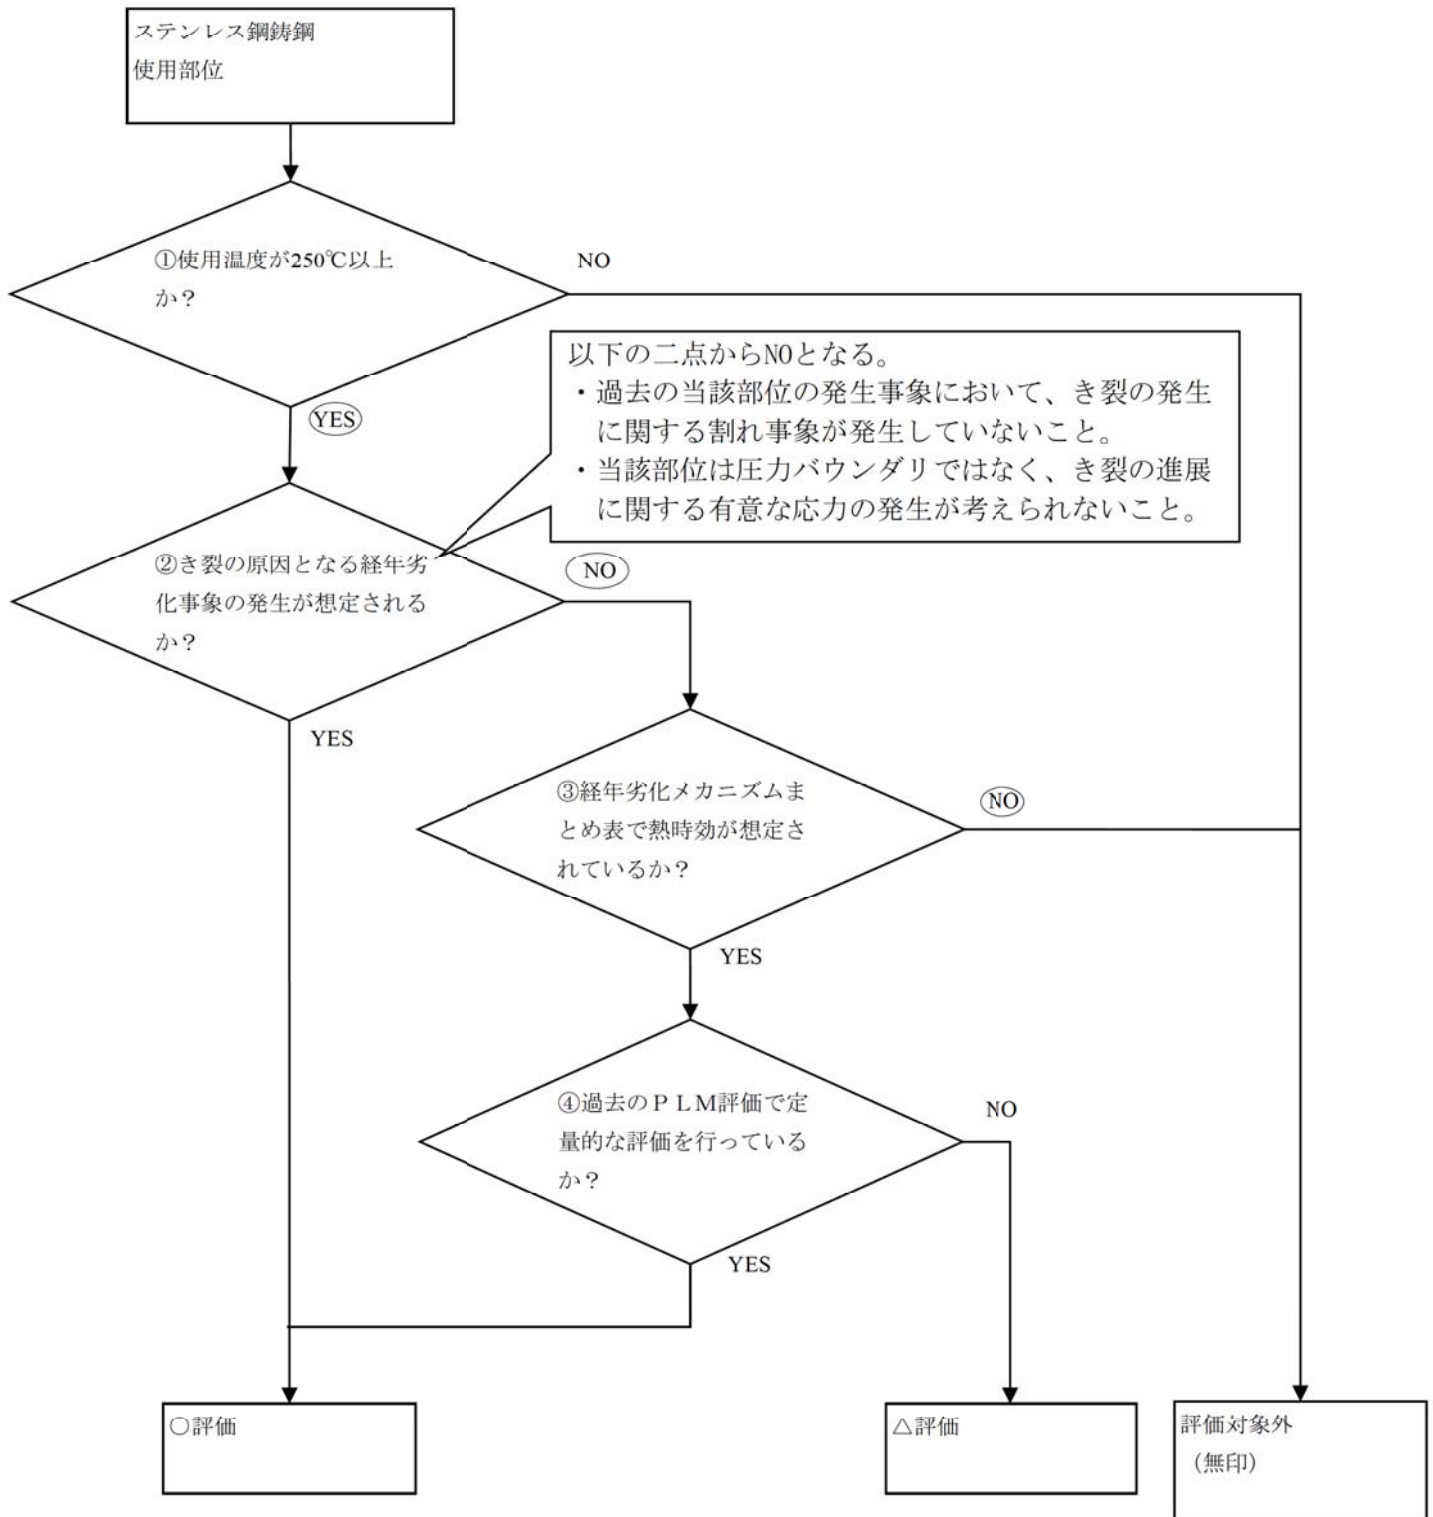 ステンレス鋼鋳鋼
使用部位
①使用温度が250℃以上
か？
NO
YES
以下の二点からNOとなる。
・過去の当該部位の発生事象において、き裂の発生
に関する割れ事象が発生していないこと。
・当該部位は圧力バウンダリではなく、き裂の進展
に関する有意な応力の発生が考えられないこと。
②き裂の原因となる経年劣
化事象の発生が想定される
か？
NO
YES
③経年劣化メカニズムま
とめ表で熱時効が想定さ
れているか？
NO
YES
④過去のＰＬＭ評価で定
量的な評価を行っている
か？
NO
YES
○評価
△評価
評価対象外
（無印）